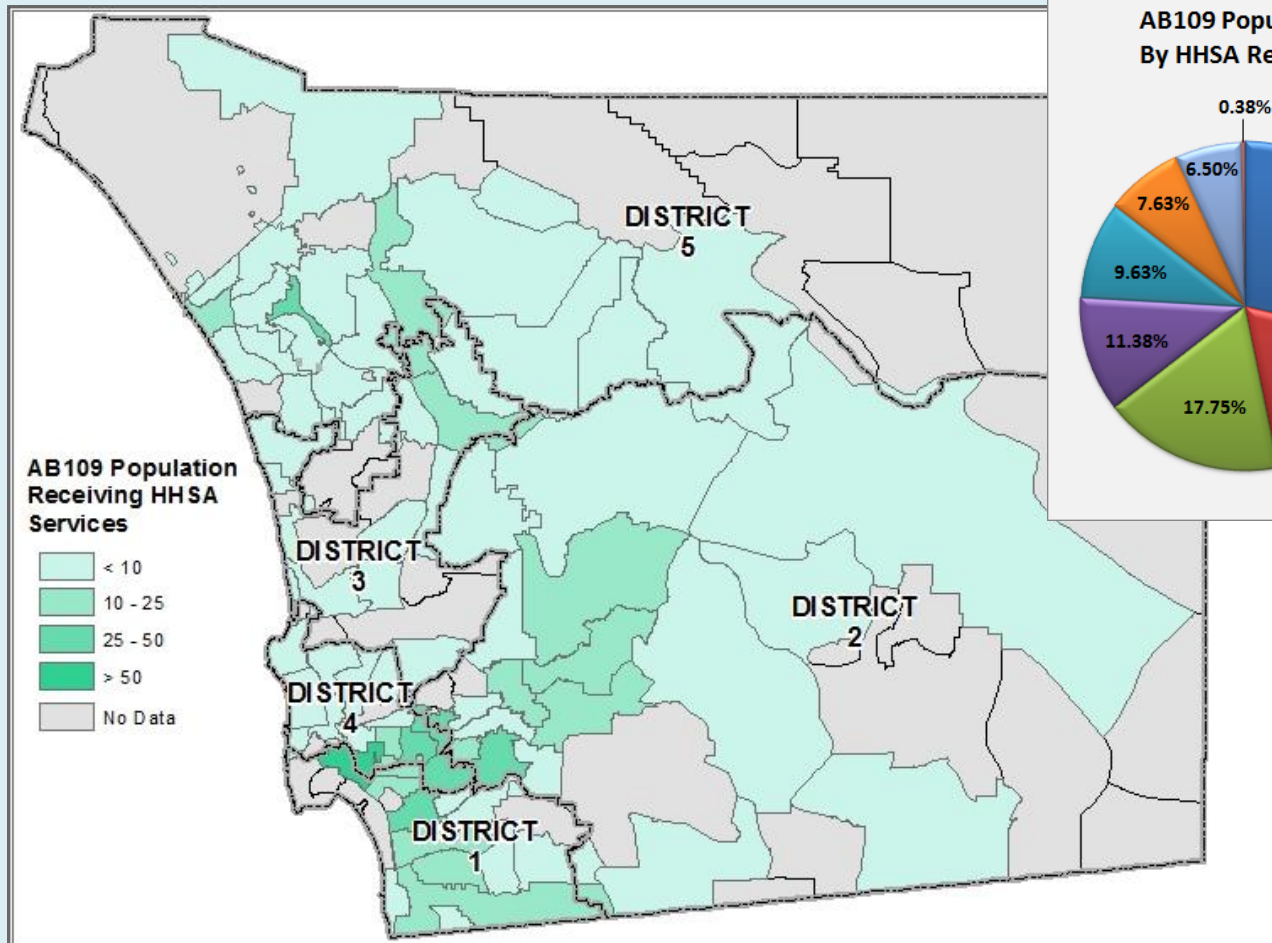 AB109 Popu
By HHSA Re
0.38%
6.50%
7.63%
9.63%
11.38%
17.75%
DISTRICT
5
AB109 Population
Receiving HHSA
Services
< 10
10 - 25
25 - 50
> 50
No Data
DISTRICT
3
DISTRICT
2
DISTRICT
4
DISTRICT
1